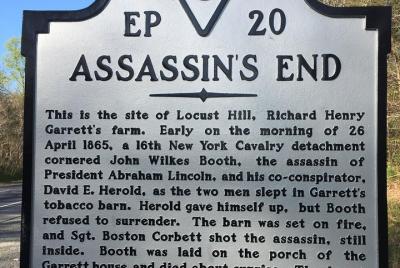 EP 20
ASSASSIN'S END
This is the site of Locust Hill, Richard Henry
Garrett's farm. Early on the morning of 26
April 1865, a 16th New York Cavalry detachment
cornered John Wilkes Booth, the assassin of
President Abraham Lincoln, and his co-conspirator,
David E. Herold, as the two men slept in Garrett's
tobacco barn. Herold gave himself up, but Booth
refused to surrender. The barn was set on fire,
and Sgt. Boston Corbett shot the assassin, still
inside. Booth was laid on the porch of the
Garrett house and died about